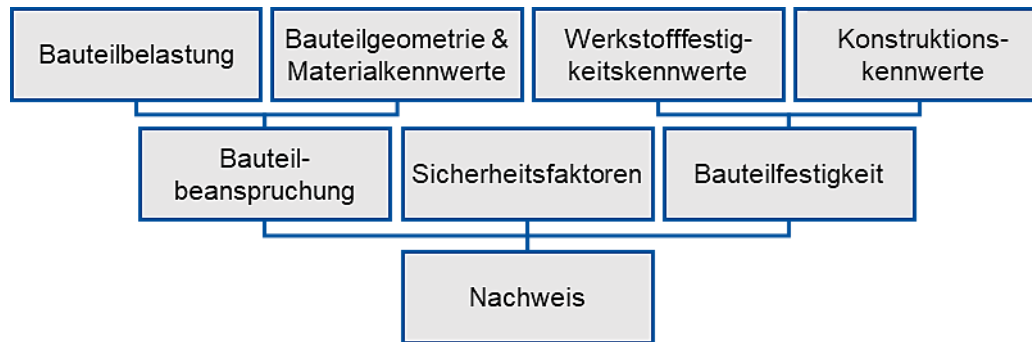 Bauteilbelastung
Bauteilgeometrie &
Materialkennwerte
Werkstofffestig-
keitskennwerte
Konstruktions-
kennwerte
Bauteil-
beanspruchung
Sicherheitsfaktoren
Bauteilfestigkeit
Nachweis